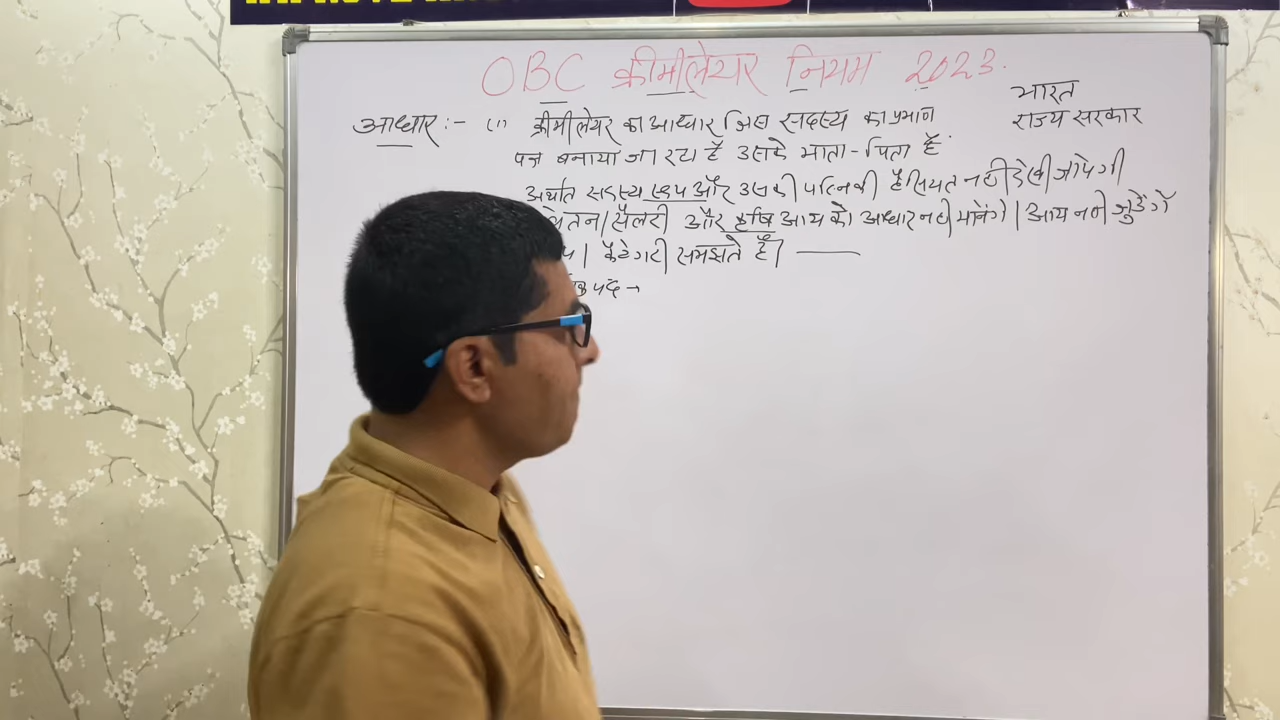 OBC क्रीमीलेयर नियम 2023.
भारत
राज्य सरकार
आधार :- (1) क्रीमीलेयर का आधार जिस सदस्य का प्रमाण
पत्र बनाया जा रहा है उसके माता-पिता है
अर्थात सदस्य स्वयं और उसकी पत्नि की हैसियत नही देखी जायेगी
वेतन/सैलरी और कृषि आय को आधार नही मानेंगे। आय नही जुड़ेंगे
कैटेगरी समझते है।
पद →